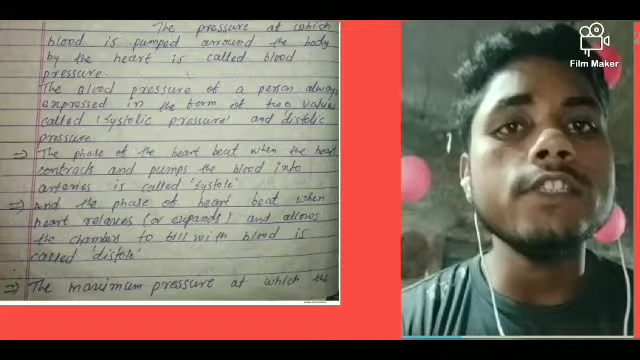 The pressure at which
blood is pumped arround the body
by the heart is called blood
pressure.
The Blood pressure of a person alway
expressed in the form of two value
called 'Systolic pressure' and distolic
pressure.
⇒ The phase of the heart beat when the heart
contracts and pumps the blood into
arteries is called 'systole'
⇒ And the phase of heart beat when
heart relaxes (or expands) and allows
the chamber to fill with blood is
called 'distole'
⇒ The maximum pressure at which the
Film Maker